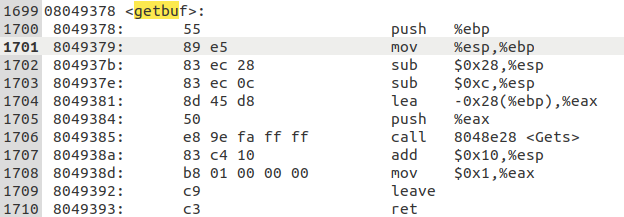 1699 08049378 <getbuf>:
1700 8049378: 55 push %ebp
1701 8049379: 89 e5 mov %esp,%ebp
1702 804937b: 83 ec 28 sub $0x28,%esp
1703 804937e: 83 ec 0c sub $0xc,%esp
1704 8049381: 8d 45 d8 lea -0x28(%ebp),%eax
1705 8049384: 50 push %eax
1706 8049385: e8 9e fa ff ff call 8048e28 <Gets>
1707 804938a: 83 c4 10 add $0x10,%esp
1708 804938d: b8 01 00 00 00 mov $0x1,%eax
1709 8049392: c9 leave
1710 8049393: c3 ret